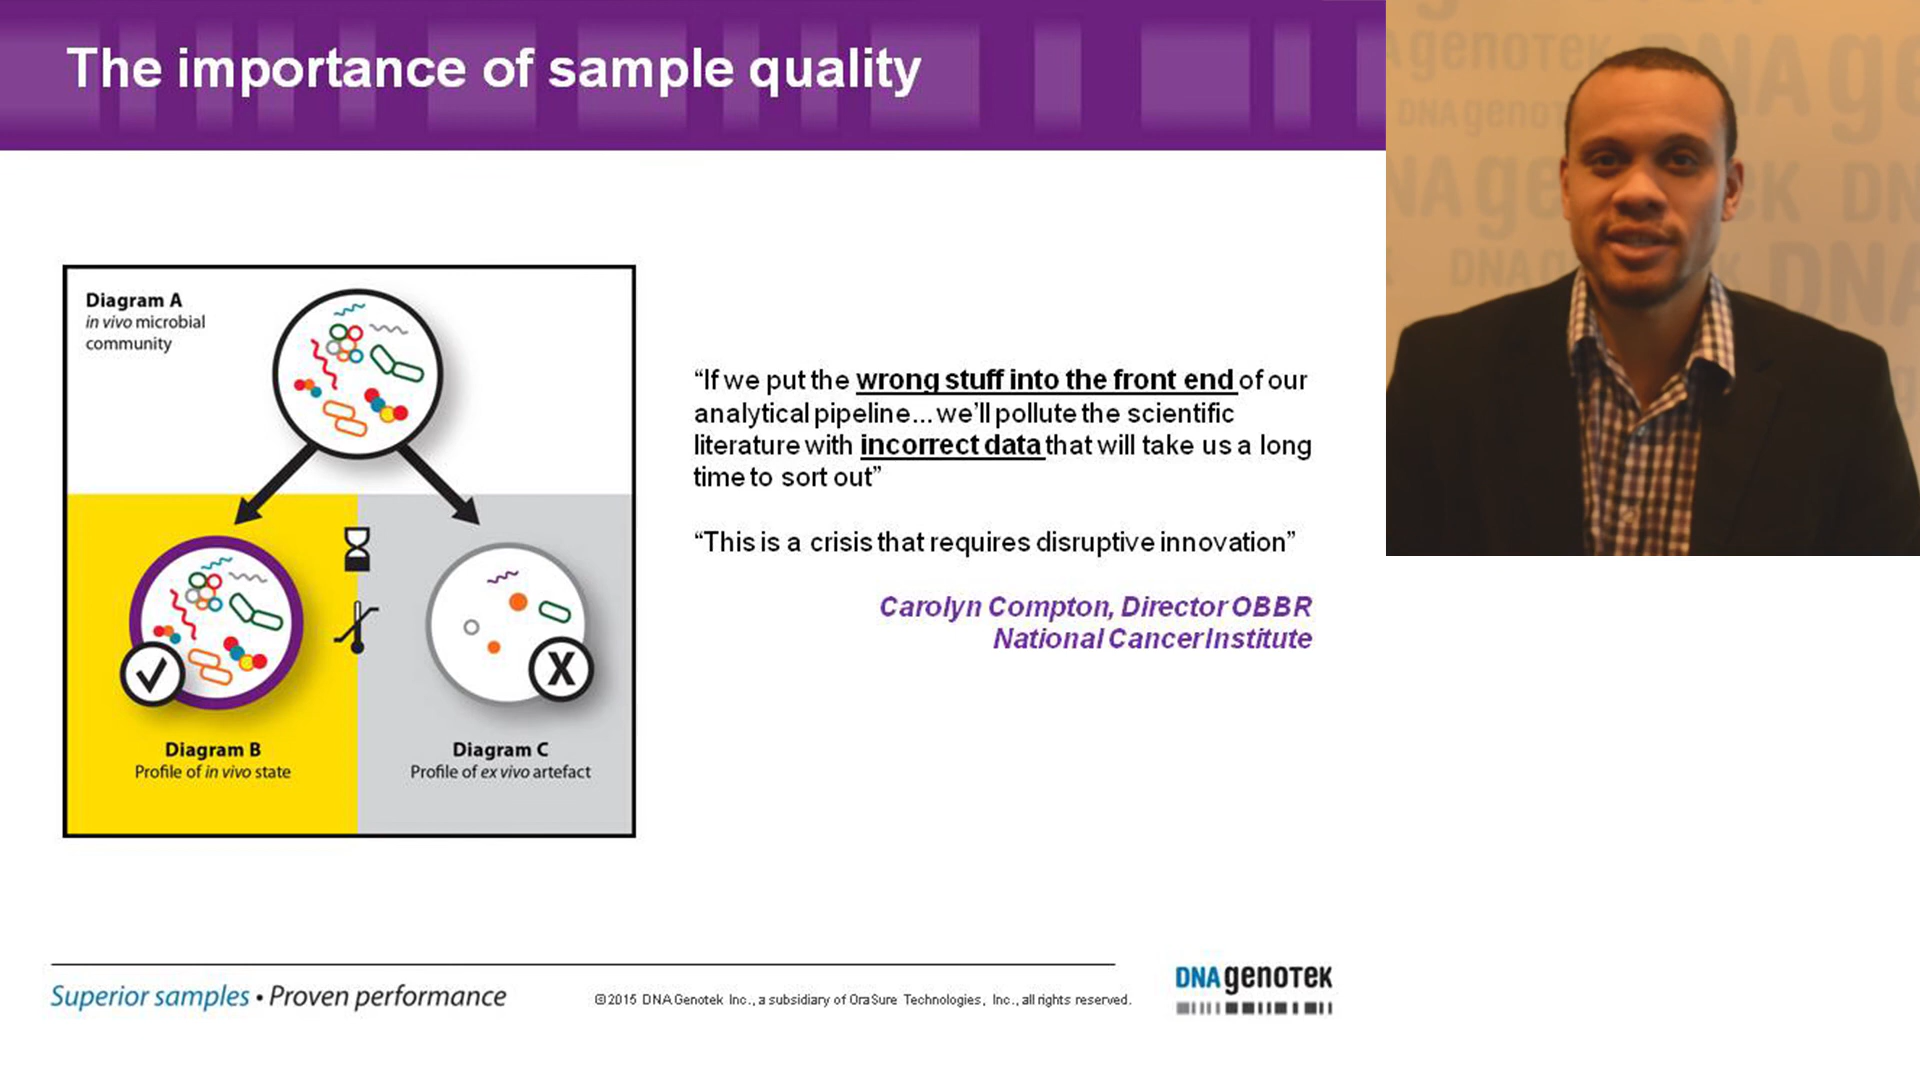 The importance of sample quality
Diagram A
in vivo microbial
community
“If we put the wrong stuff into the front end of our
analytical pipeline...we’ll pollute the scientific
literature with incorrect data that will take us a long
time to sort out”
“This is a crisis that requires disruptive innovation”
Carolyn Compton, Director OBBR
National Cancer Institute
X
Diagram B
Profile of in vivo state
Diagram C
Profile of ex vivo artefact
Superior samples • Proven performance
©2015 DNA Genotek Inc., a subsidiary of OraSure Technologies, Inc., all rights reserved.
DNA genoTeK